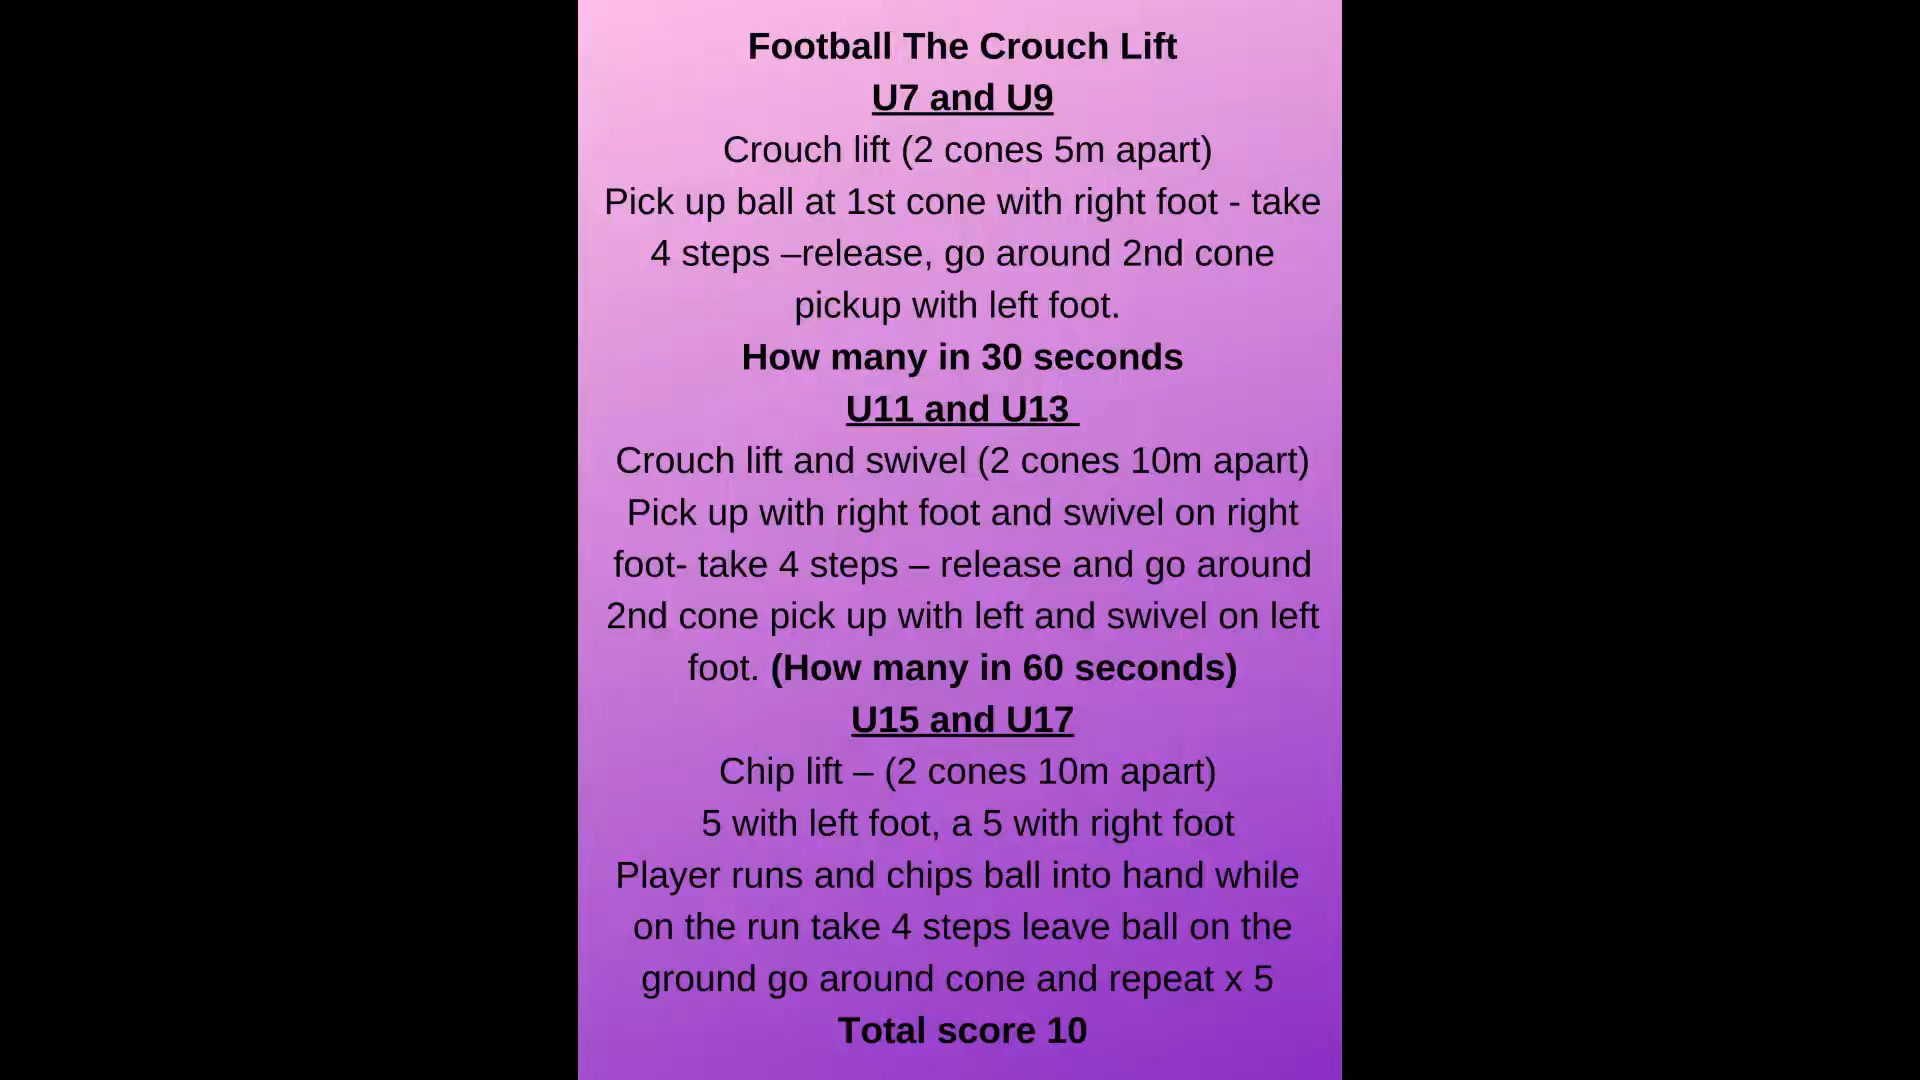 Football The Crouch Lift
U7 and U9
Crouch lift (2 cones 5m apart)
Pick up ball at 1st cone with right foot - take
4 steps –release, go around 2nd cone
pickup with left foot.
How many in 30 seconds
U11 and U13
Crouch lift and swivel (2 cones 10m apart)
Pick up with right foot and swivel on right
foot- take 4 steps – release and go around
2nd cone pick up with left and swivel on left
foot. (How many in 60 seconds)
U15 and U17
Chip lift – (2 cones 10m apart)
5 with left foot, a 5 with right foot
Player runs and chips ball into hand while
on the run take 4 steps leave ball on the
ground go around cone and repeat x 5
Total score 10